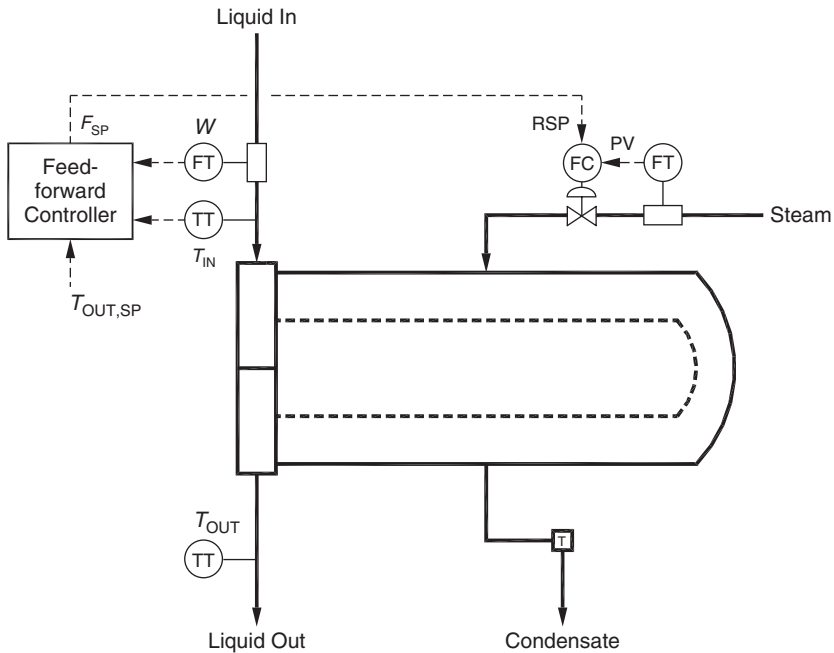 Liquid In
F_SP
W
RSP
PV
FT
FC
FT
Feed-
forward
Controller
TT
Steam
T_IN
T_OUT,SP
T_OUT
T
TT
Liquid Out
Condensate